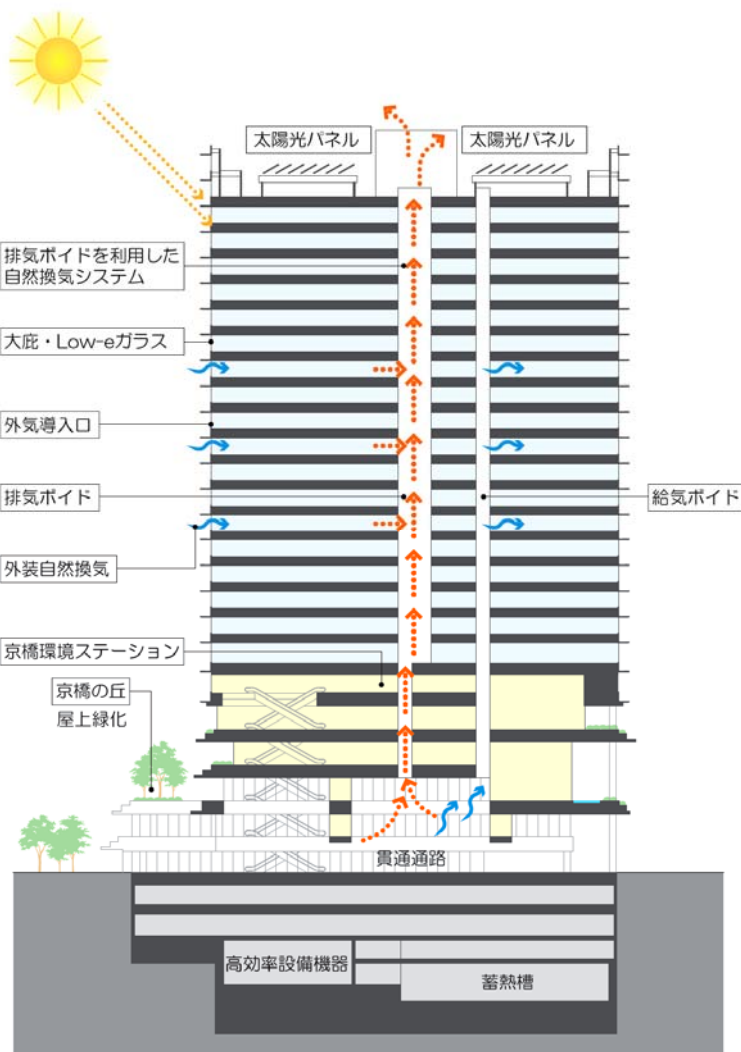 太陽光パネル
太陽光パネル
排気ボイドを利用した
自然換気システム
大庇・Low-eガラス
外気導入口
排気ボイド
給気ボイド
外装自然換気
京橋環境ステーション
京橋の丘
屋上緑化
貫通通路
高効率設備機器
蓄熱槽